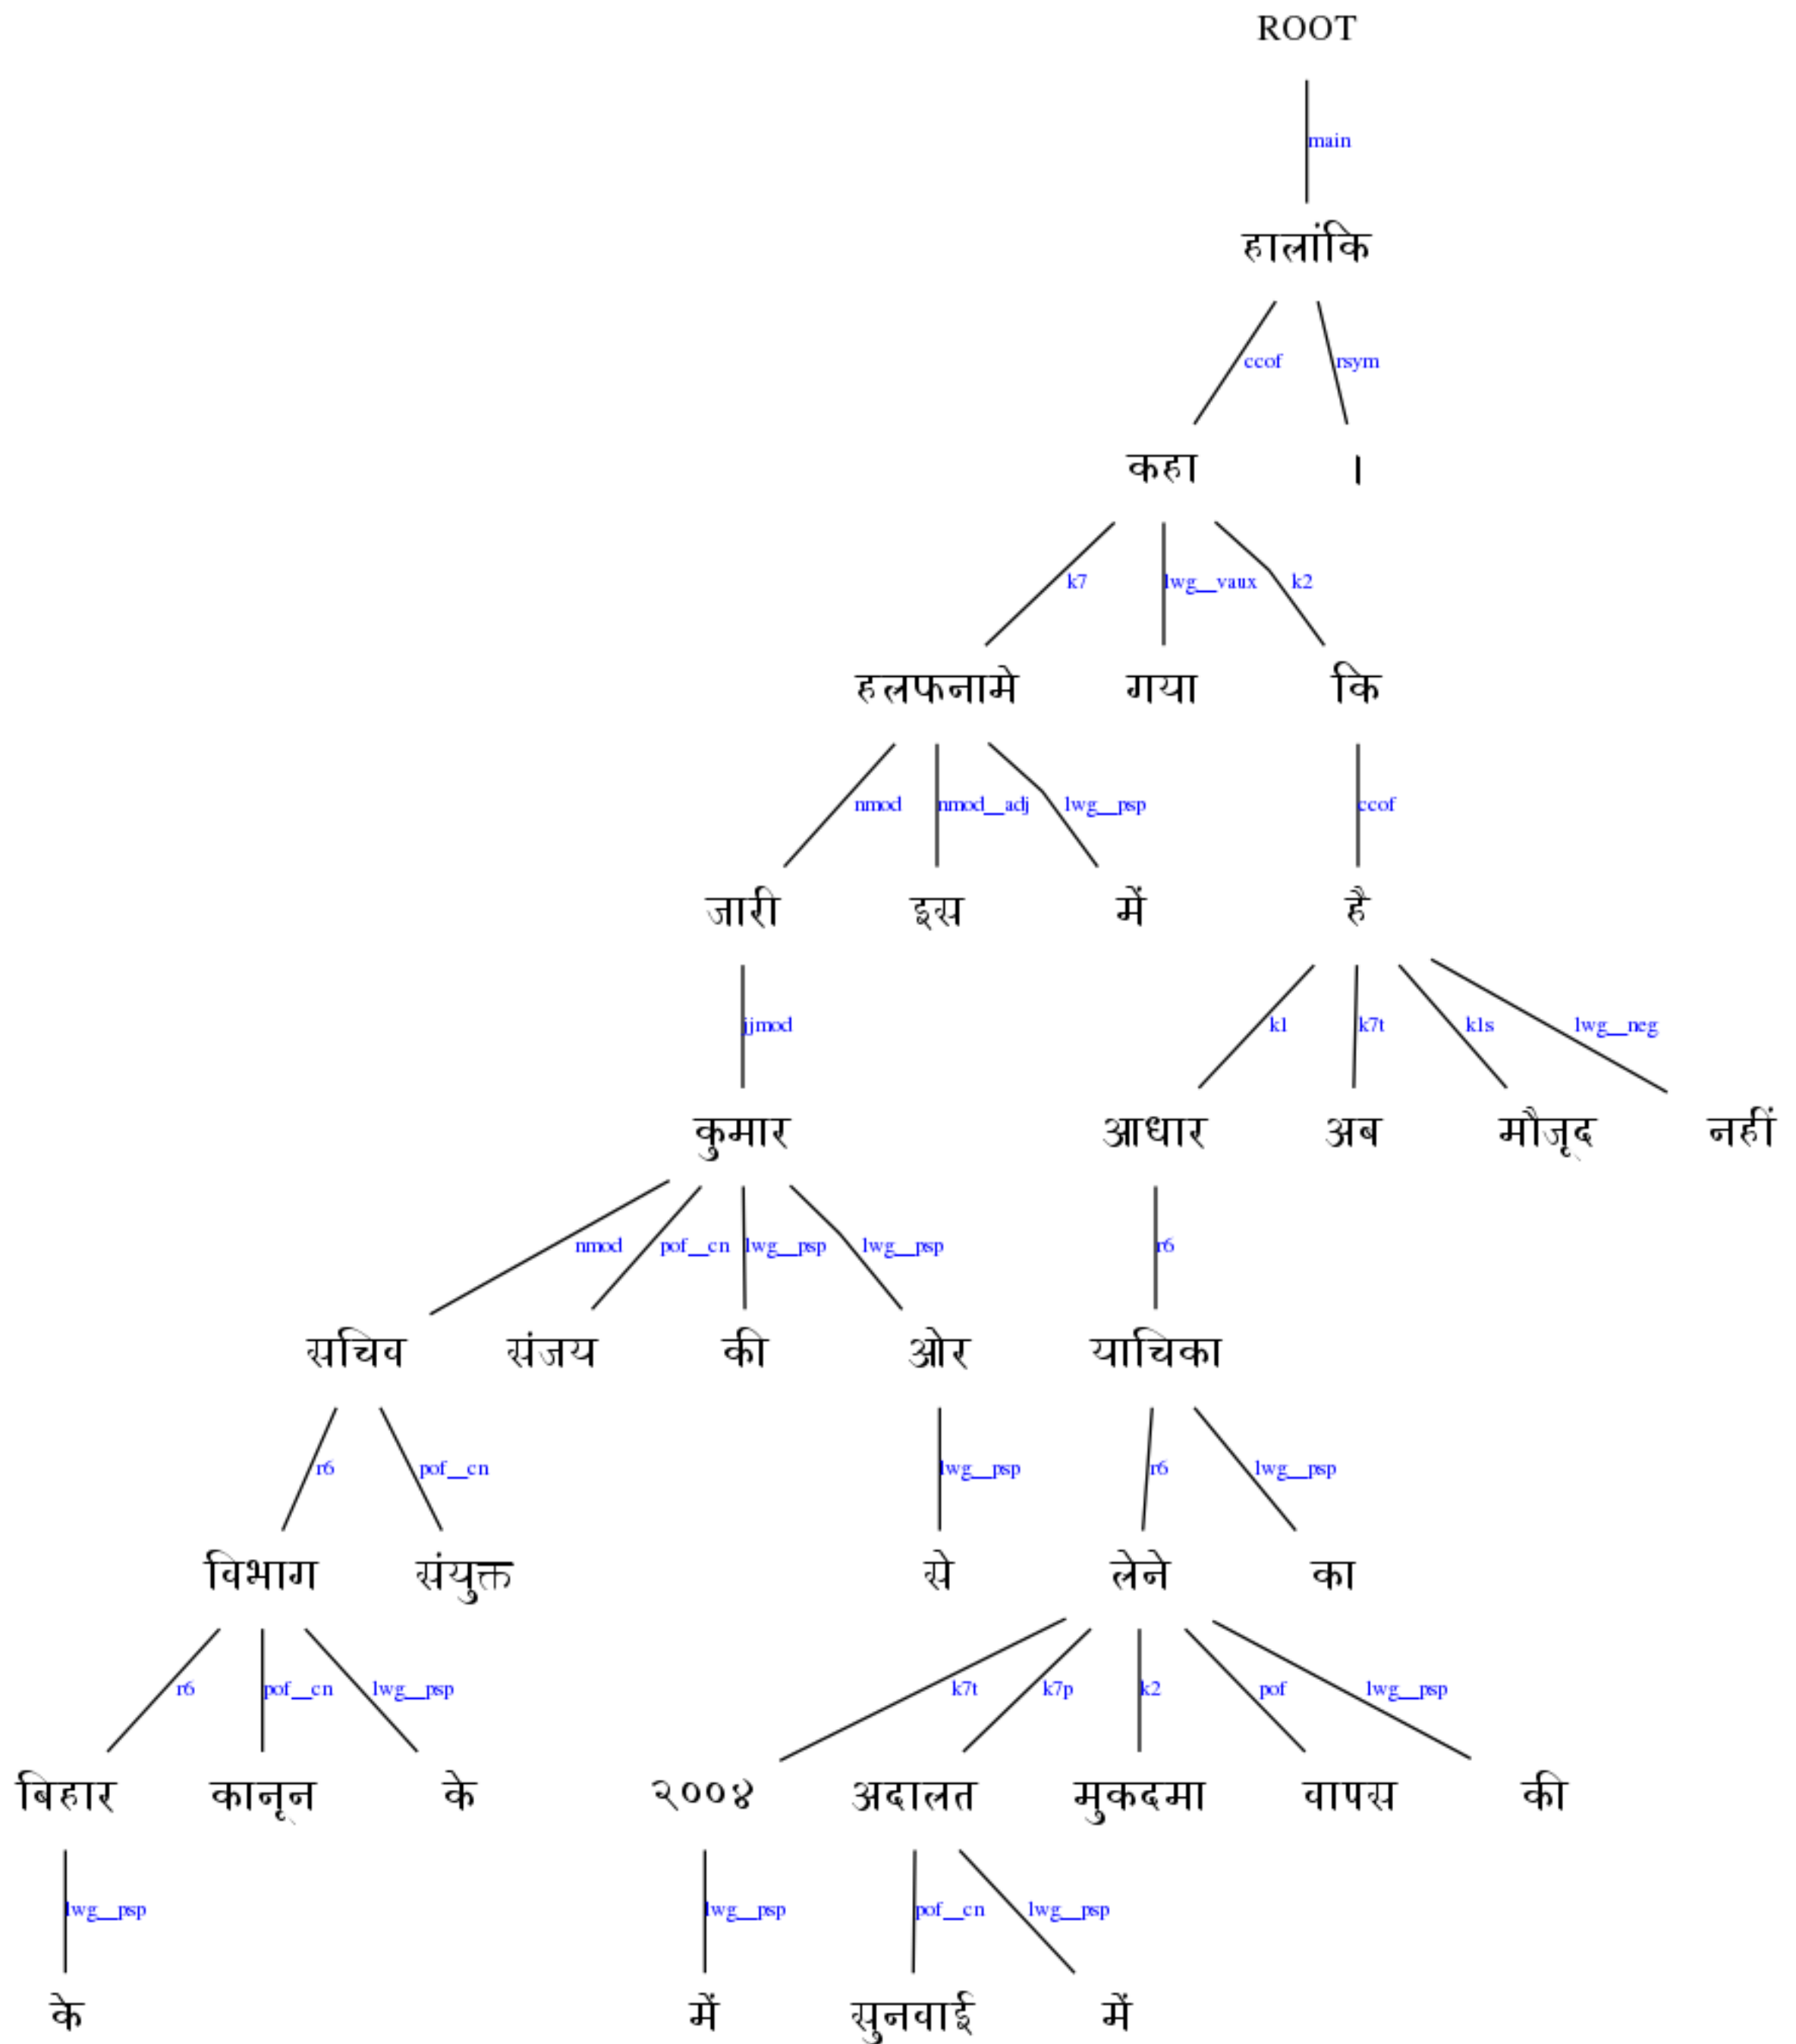 ROOT
main
हालांकि
ccof rsym
कहा ।
k7 lwg__vaux k2
हलफनामे गया कि
nmod nmod__adj lwg__psp ccof
जारी इस में है
jjmod k1 k7t k1s lwg__neg
कुमार आधार अब मौजूद नहीं
nmod pof__cn lwg__psp lwg__psp r6
सचिव संजय की ओर याचिका
r6 pof__cn lwg__psp r6 lwg__psp
विभाग संयुक्त से लेने का
r6 pof__cn lwg__psp k7t k7p k2 pof lwg__psp
बिहार कानून के २००४ अदालत मुकदमा वापस की
lwg__psp lwg__psp pof__cn lwg__psp
के में सुनवाई में